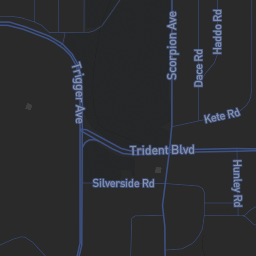 Scorpion Ave
Haddo Rd
Dace Rd
Trigger Ave
Kete Rd
Trident Blvd
Silverside Rd
Hunley Rd